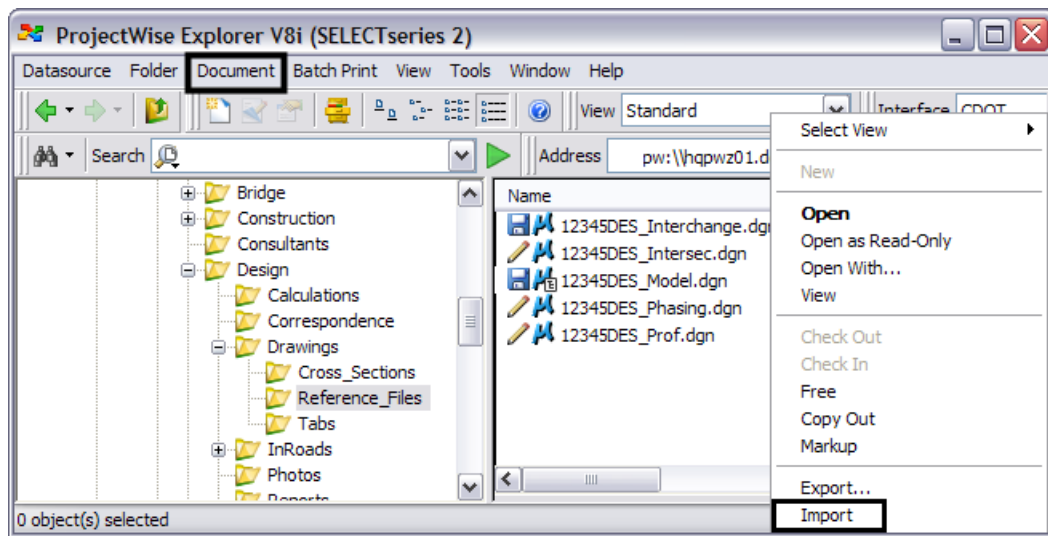 ProjectWise Explorer V8i (SELECTseries 2)
Datasource Folder Document Batch Print View Tools Window Help
View Standard Interface CDOT
Search Address pw:\\hqpwz01.d
Bridge
Construction
Consultants
Design
Calculations
Correspondence
Drawings
Cross_Sections
Reference_Files
Tabs
InRoads
Photos
Reports
Name
12345DES_Interchange.dgn
12345DES_Intersec.dgn
12345DES_Model.dgn
12345DES_Phasing.dgn
12345DES_Prof.dgn
Select View
New
Open
Open as Read-Only
Open With...
View
Check Out
Check In
Free
Copy Out
Markup
Export...
Import
0 object(s) selected